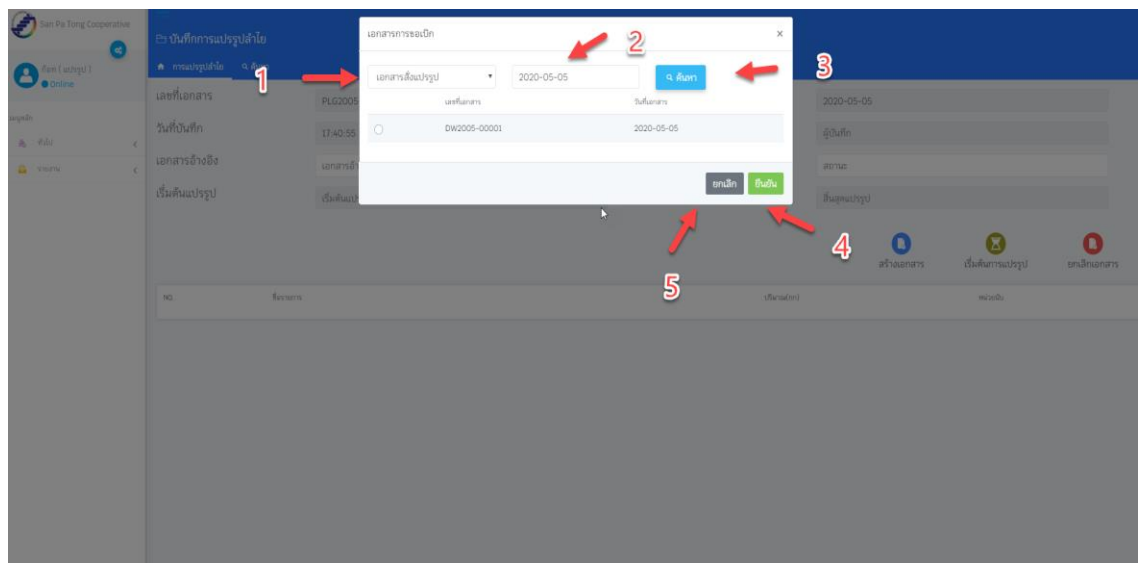 San Pa Tong Cooperative
บันทึกการแปรรูปลำไย
การแปรรูปลำไย
ค้นหา
Online
เอกสารการขอเบิก
×
1
2
3
เอกสารสั่งแปรรูป
2020-05-05
ค้นหา
เลขที่เอกสาร
วันที่เอกสาร
DW2005-00001
2020-05-05
ยกเลิก
ยืนยัน
4
5
เลขที่เอกสาร
PLG2005
2020-05-05
วันที่บันทึก
17:40:55
ผู้บันทึก
เอกสารอ้างอิง
สถานะ
เริ่มต้นแปรรูป
สิ้นสุดแปรรูป
สร้างเอกสาร
เริ่มต้นการแปรรูป
ยกเลิกเอกสาร
NO.
ชื่อรายการ
หน่วยนับ